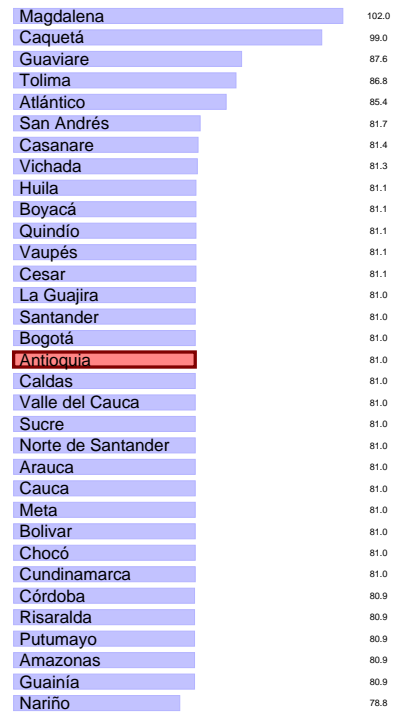 Magdalena 102.0
Caquetá 99.0
Guaviare 87.6
Tolima 86.8
Atlántico 85.4
San Andrés 81.7
Casanare 81.4
Vichada 81.3
Huila 81.1
Boyacá 81.1
Quindío 81.1
Vaupés 81.1
Cesar 81.1
La Guajira 81.0
Santander 81.0
Bogotá 81.0
Antioquia 81.0
Caldas 81.0
Valle del Cauca 81.0
Sucre 81.0
Norte de Santander 81.0
Arauca 81.0
Cauca 81.0
Meta 81.0
Bolivar 81.0
Chocó 81.0
Cundinamarca 81.0
Córdoba 80.9
Risaralda 80.9
Putumayo 80.9
Amazonas 80.9
Guainía 80.9
Nariño 78.8